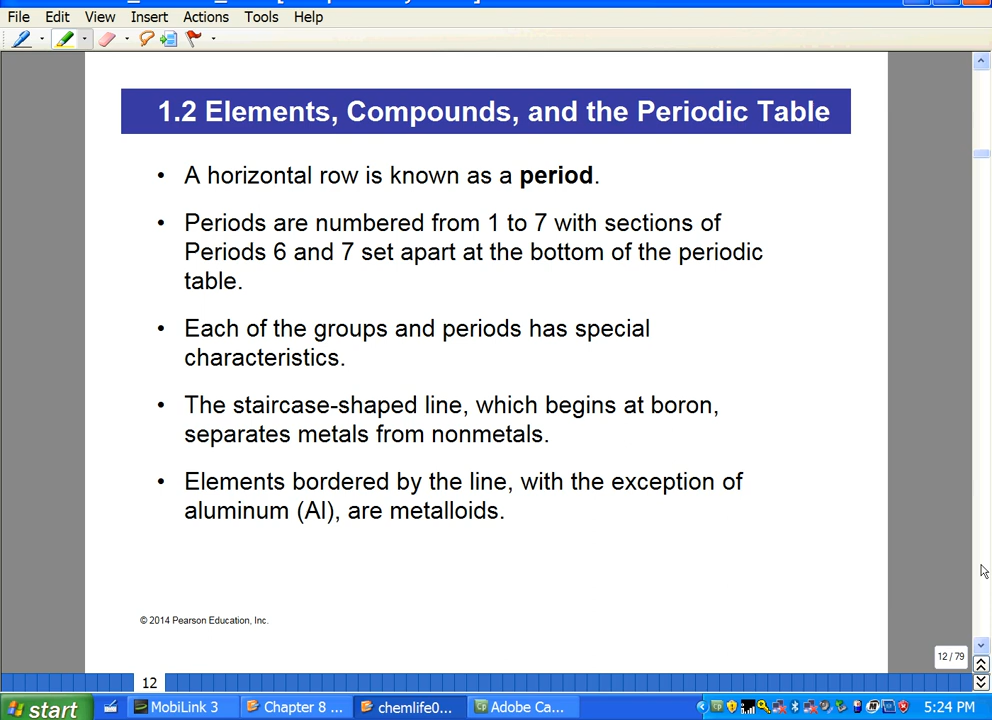 File Edit View Insert Actions Tools Help
1.2 Elements, Compounds, and the Periodic Table
• A horizontal row is known as a period.
• Periods are numbered from 1 to 7 with sections of
Periods 6 and 7 set apart at the bottom of the periodic
table.
• Each of the groups and periods has special
characteristics.
• The staircase-shaped line, which begins at boron,
separates metals from nonmetals.
• Elements bordered by the line, with the exception of
aluminum (Al), are metalloids.
© 2014 Pearson Education, Inc.
12 / 79
12
start MobiLink 3 Chapter 8 ... chemlife0... Adobe Ca... 5:24 PM